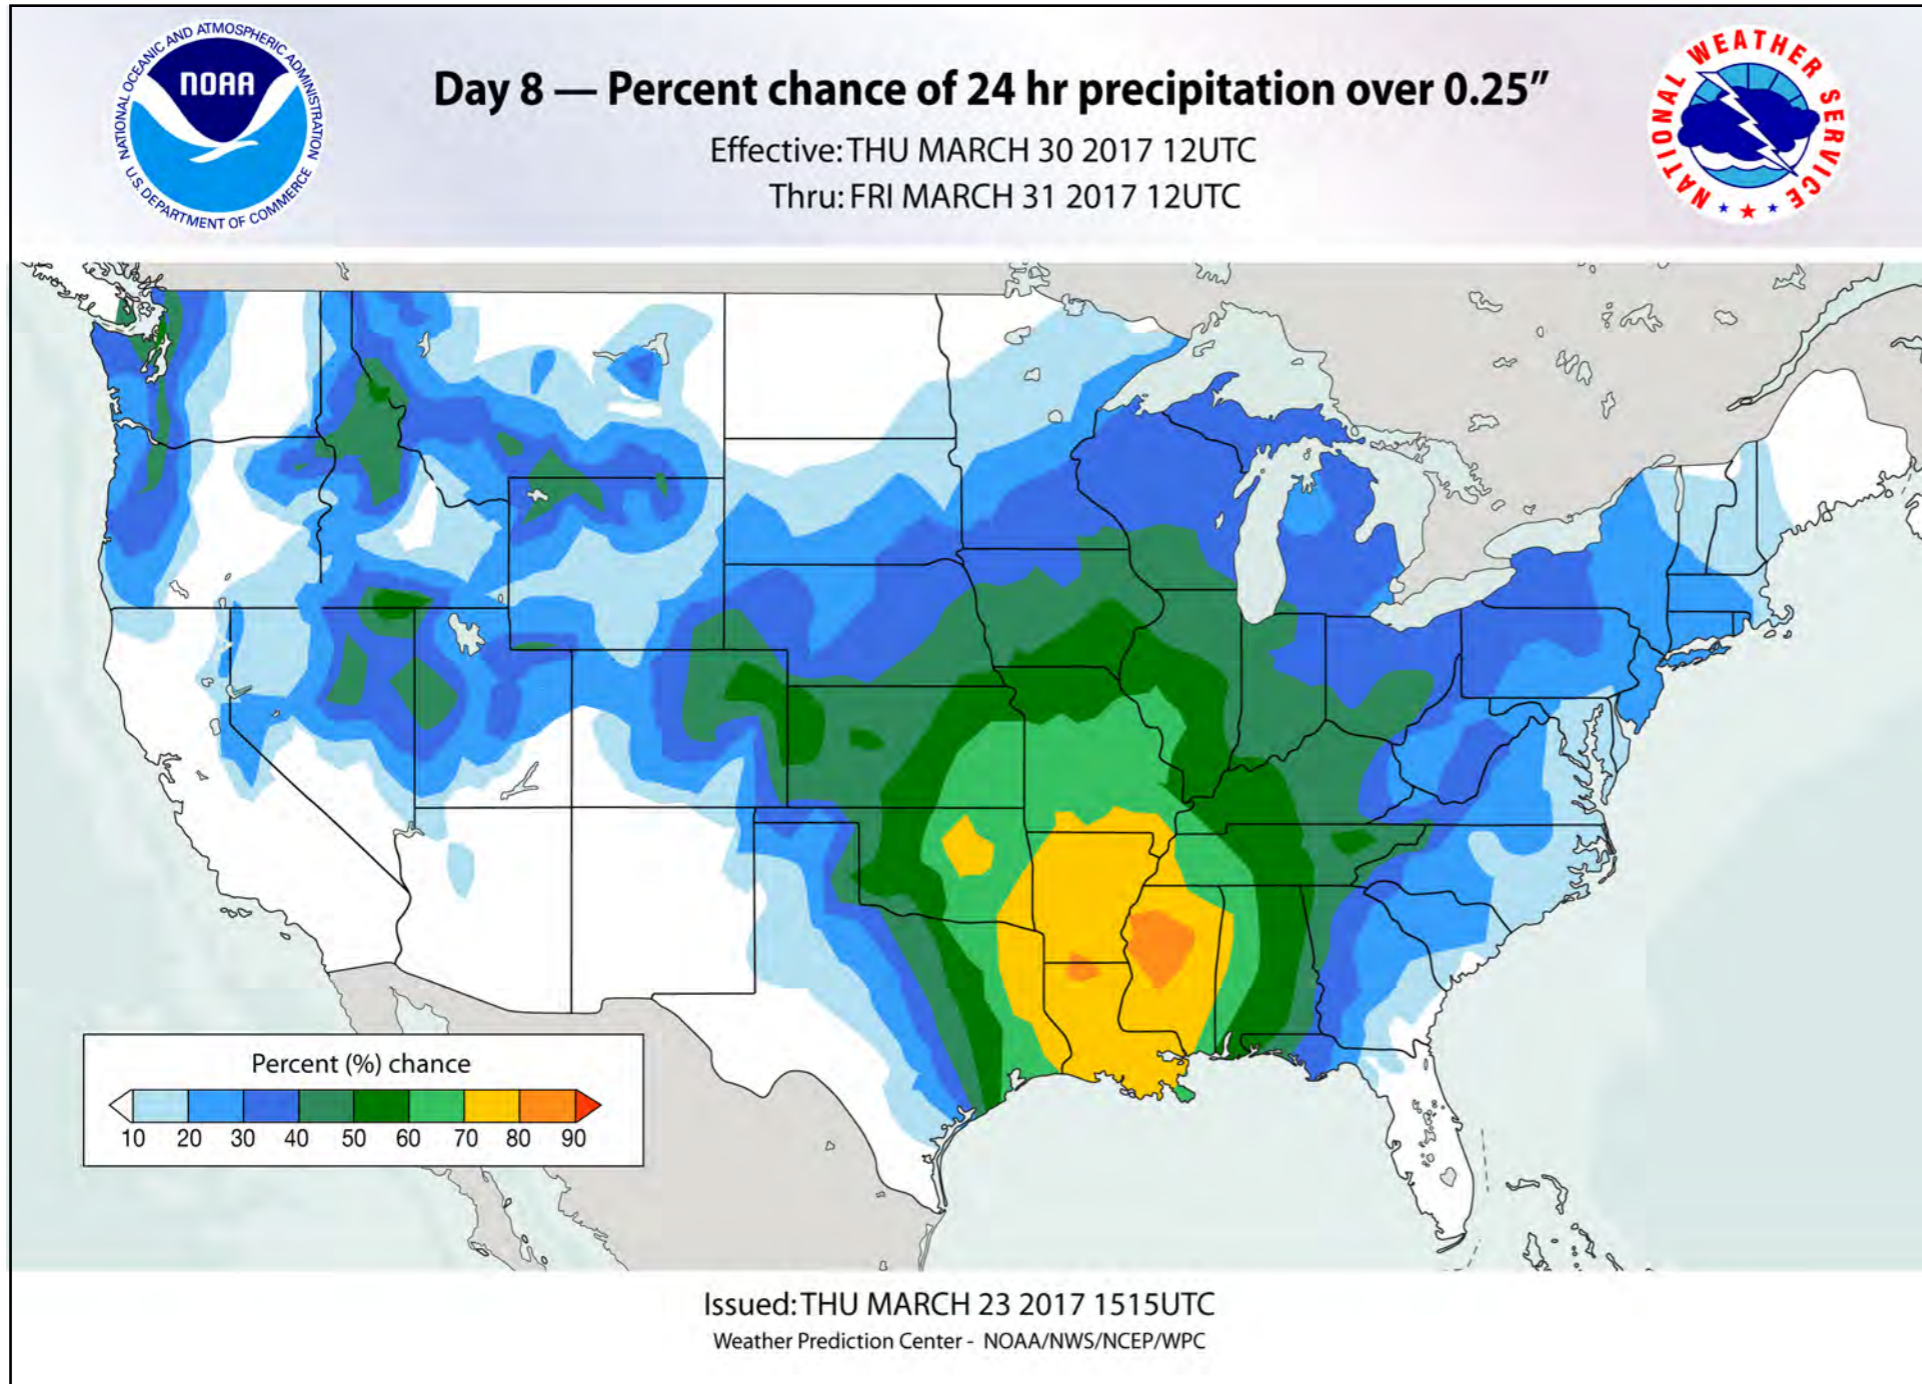 NATIONAL OCEANIC AND ATMOSPHERIC ADMINISTRATION
U.S. DEPARTMENT OF COMMERCE
NOAA
Day 8 — Percent chance of 24 hr precipitation over 0.25”
Effective: THU MARCH 30 2017 12UTC
Thru: FRI MARCH 31 2017 12UTC
NATIONAL WEATHER SERVICE
Percent (%) chance
10 20 30 40 50 60 70 80 90
Issued: THU MARCH 23 2017 1515UTC
Weather Prediction Center - NOAA/NWS/NCEP/WPC